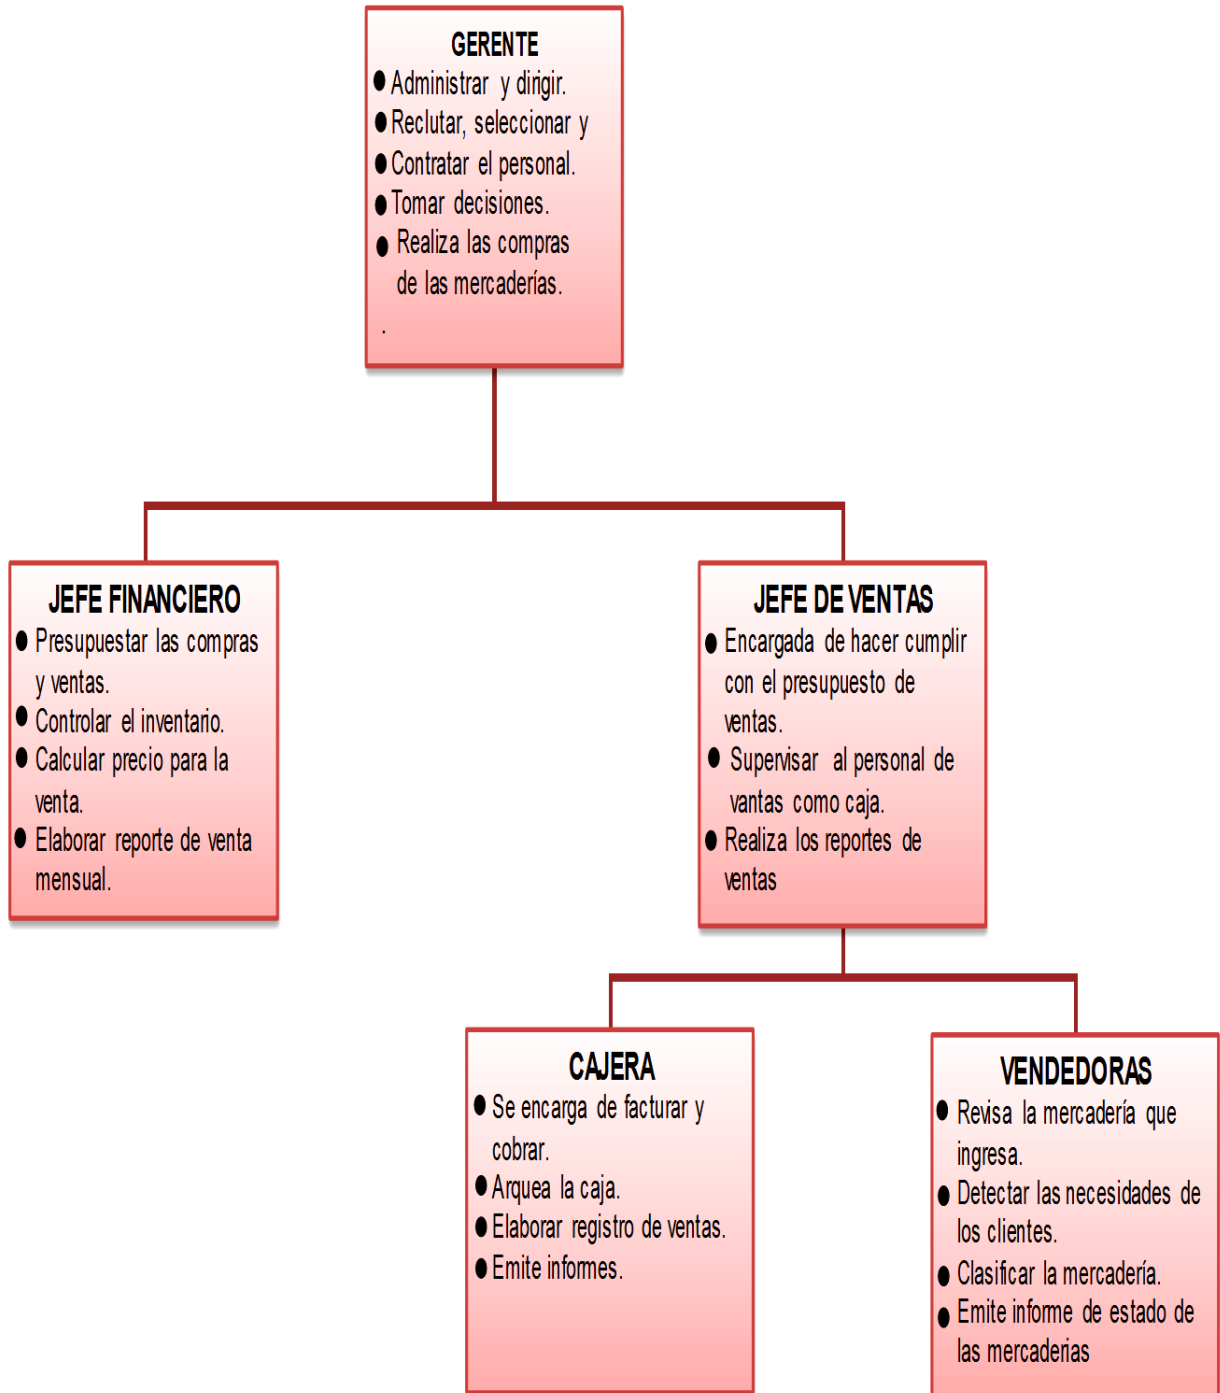 GERENTE
● Administrar y dirigir.
● Reclutar, seleccionar y
● Contratar el personal.
● Tomar decisiones.
● Realiza las compras
de las mercaderías.
.
JEFE FINANCIERO
● Presupuestar las compras
y ventas.
● Controlar el inventario.
● Calcular precio para la
venta.
● Elaborar reporte de venta
mensual.
JEFE DE VENTAS
● Encargada de hacer cumplir
con el presupuesto de
ventas.
● Supervisar al personal de
vantas como caja.
● Realiza los reportes de
ventas
CAJERA
● Se encarga de facturar y
cobrar.
● Arquea la caja.
● Elaborar registro de ventas.
● Emite informes.
VENDEDORAS
● Revisa la mercadería que
ingresa.
● Detectar las necesidades de
los clientes.
● Clasificar la mercadería.
● Emite informe de estado de
las mercaderias